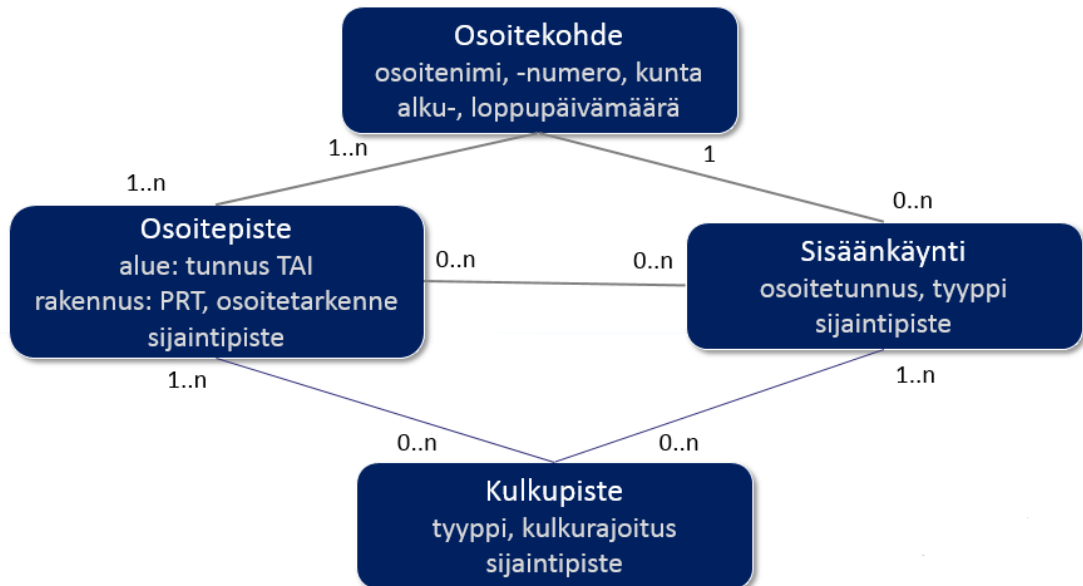 Osoitekohde
osoitenimi, -numero, kunta
alku-, loppupäivämäärä
1..n
1
1..n
0..n
Osoitepiste
alue: tunnus TAI
rakennus: PRT, osoitetarkenne
sijaintipiste
0..n
0..n
Sisäänkäynti
osoitetunnus, tyyppi
sijaintipiste
1..n
1..n
0..n
0..n
Kulkupiste
tyyppi, kulkurajoitus
sijaintipiste